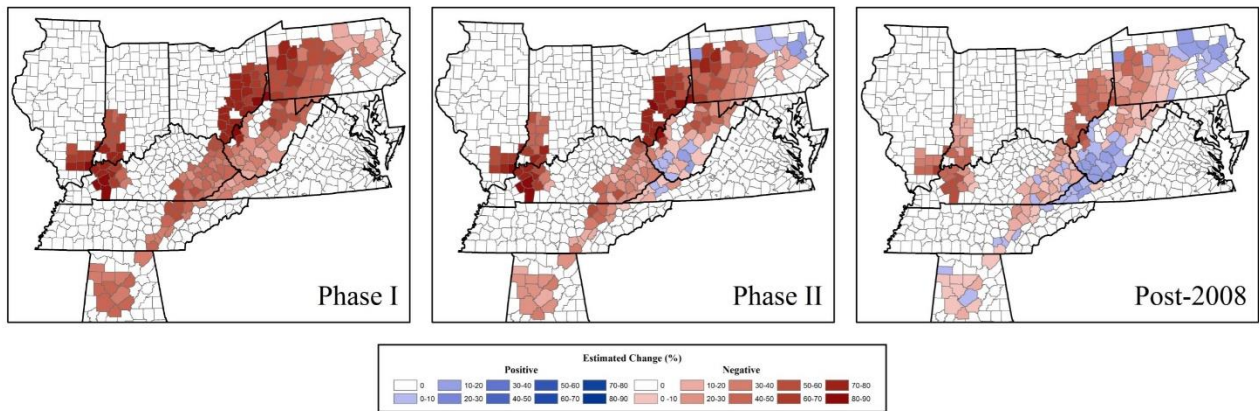 Phase I
Phase II
Post-2008
Estimated Change (%)
Positive Negative
0 10-20 30-40 50-60 70-80 0 10-20 30-40 50-60 70-80
0-10 20-30 40-50 60-70 80-90 0 -10 20-30 40-50 60-70 80-90